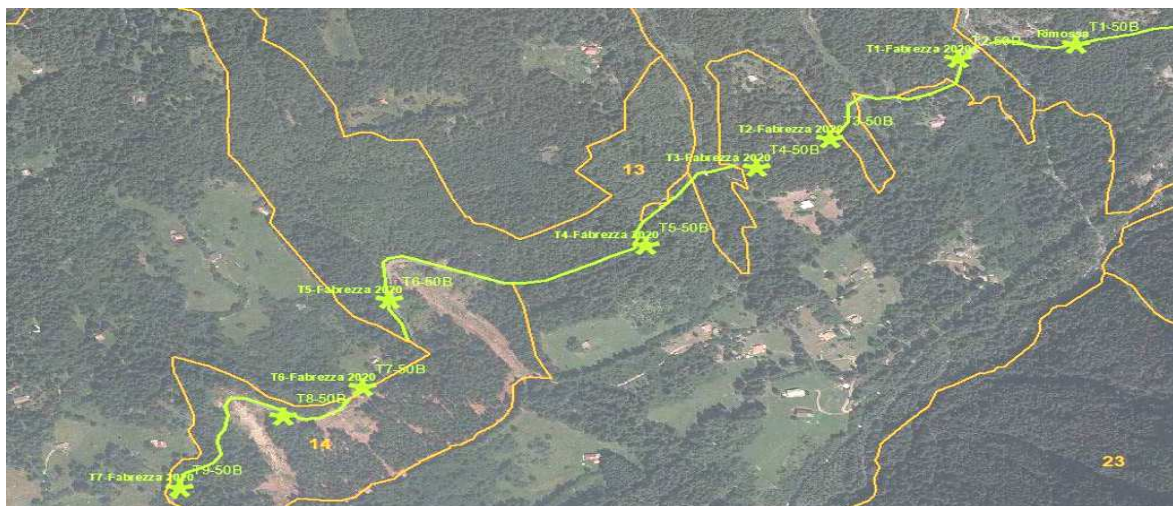 T1-50B
Rimossa
T2-50B
T1-Fabrezza 2020
T3-50B
T2-Fabrezza 2020
T4-50B
T3-Fabrezza 2020
13
T5-50B
T4-Fabrezza 2020
T6-50B
T5-Fabrezza 2020
T7-50B
T6-Fabrezza 2020
T8-50B
14
23
T9-50B
T7-Fabrezza 2020